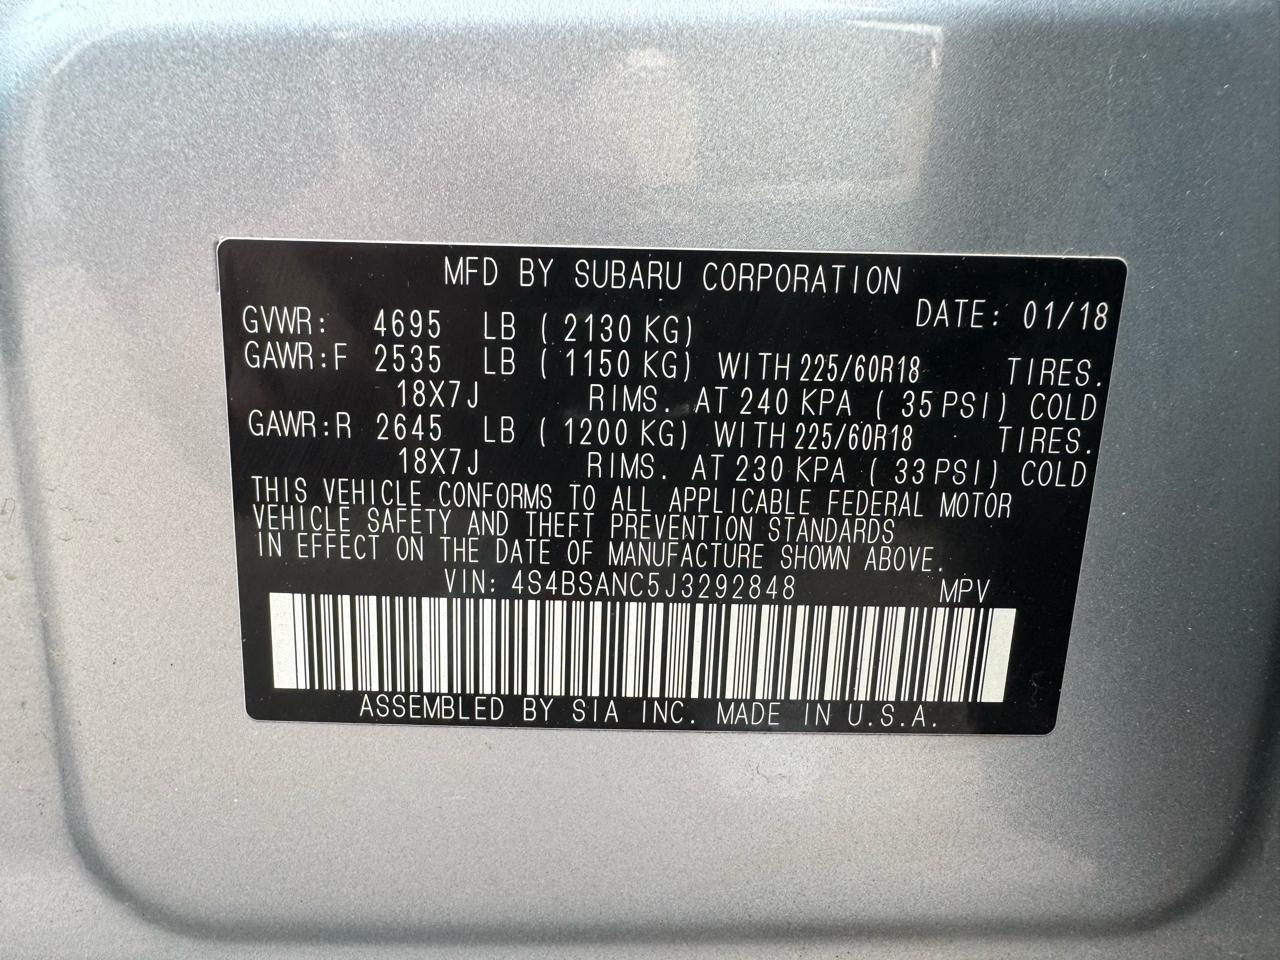 MFD BY SUBARU CORPORATION
DATE: 01/18
GVWR: 4695 LB ( 2130 KG)
GAWR:F 2535 LB ( 1150 KG) WITH 225/60R18 TIRES.
18X7J RIMS. AT 240 KPA ( 35 PSI) COLD
GAWR:R 2645 LB ( 1200 KG) WITH 225/60R18 TIRES.
18X7J RIMS. AT 230 KPA ( 33 PSI) COLD
THIS VEHICLE CONFORMS TO ALL APPLICABLE FEDERAL MOTOR
VEHICLE SAFETY AND THEFT PREVENTION STANDARDS
IN EFFECT ON THE DATE OF MANUFACTURE SHOWN ABOVE.
VIN: 4S4BSANC5J3292848 MPV
ASSEMBLED BY SIA INC. MADE IN U.S.A.